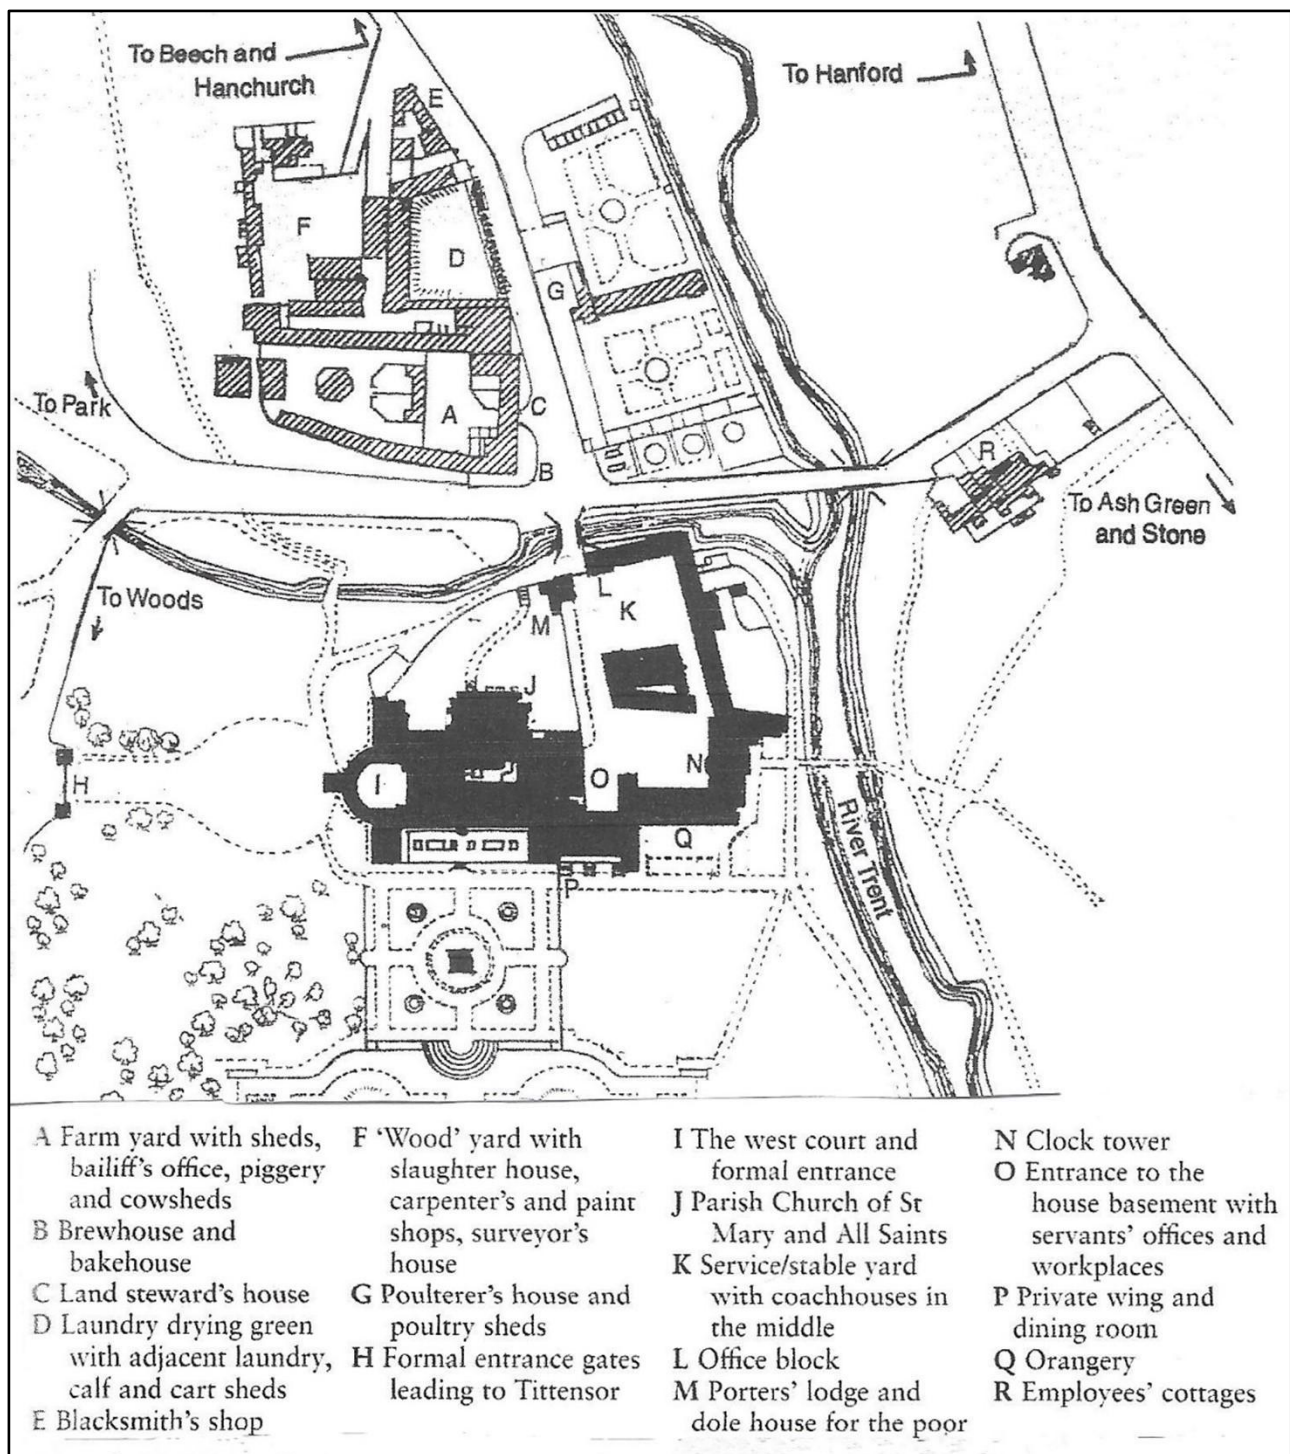 To Beech and
Hanchurch
To Hanford
E
F
D
G
To Park
A
C
B
R
To Ash Green
and Stone
To Woods
L
K
M
J
H
I
O
N
Q
P
River Trent
A Farm yard with sheds,
bailiff's office, piggery
and cowsheds
B Brewhouse and
bakehouse
C Land steward's house
D Laundry drying green
with adjacent laundry,
calf and cart sheds
E Blacksmith's shop
F 'Wood' yard with
slaughter house,
carpenter's and paint
shops, surveyor's
house
G Poulterer's house and
poultry sheds
H Formal entrance gates
leading to Tittensor
I The west court and
formal entrance
J Parish Church of St
Mary and All Saints
K Service/stable yard
with coachhouses in
the middle
L Office block
M Porters' lodge and
dole house for the poor
N Clock tower
O Entrance to the
house basement with
servants' offices and
workplaces
P Private wing and
dining room
Q Orangery
R Employees' cottages